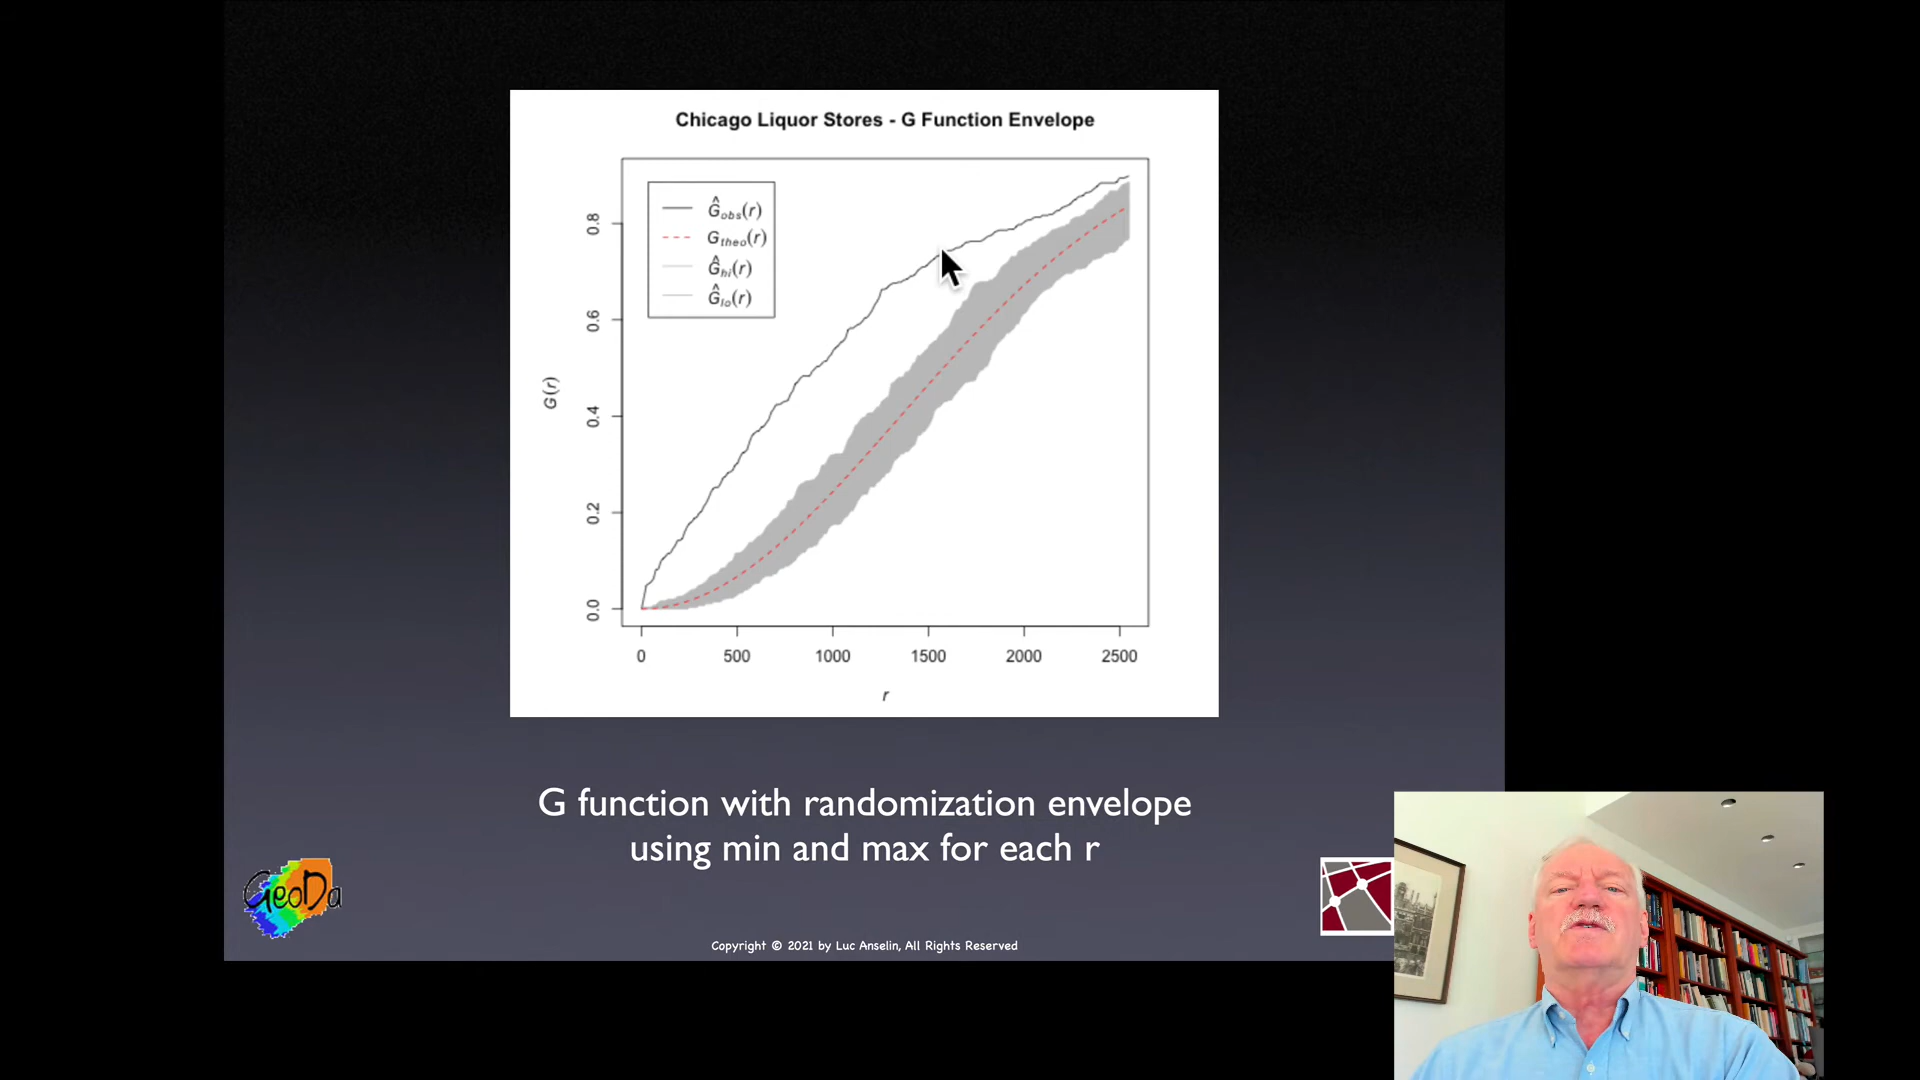 Chicago Liquor Stores - G Function Envelope
Ĝobs(r)
Gtheo(r)
Ĝhi(r)
Ĝlo(r)
G(r)
0.8
0.6
0.4
0.2
0.0
0 500 1000 1500 2000 2500
r
G function with randomization envelope
using min and max for each r
GeoDa
Copyright © 2021 by Luc Anselin, All Rights Reserved